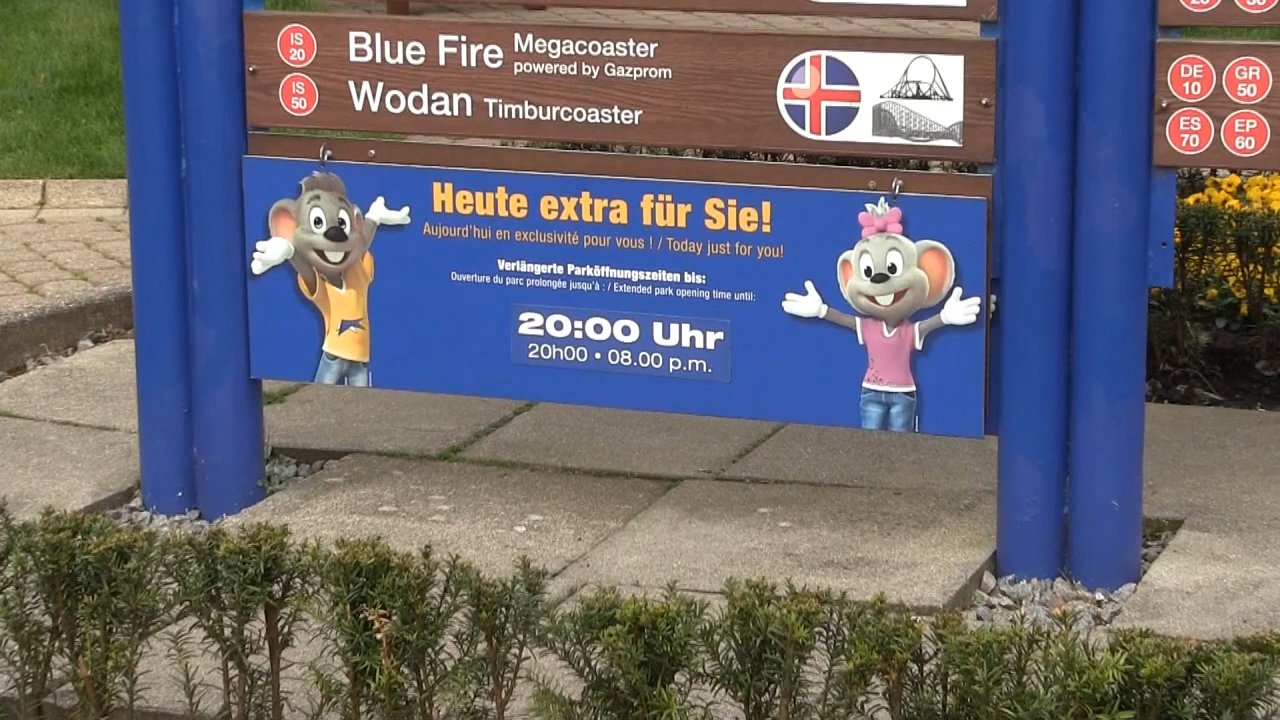 IS 20
Blue Fire Megacoaster
powered by Gazprom
IS 50
Wodan Timburcoaster
DE 10
GR 50
ES 70
EP 60
Heute extra für Sie!
Aujourd'hui en exclusivité pour vous ! / Today just for you!
Verlängerte Parköffnungszeiten bis:
Ouverture du parc prolongée jusqu'à : / Extended park opening time until:
20:00 Uhr
20h00 • 08.00 p.m.